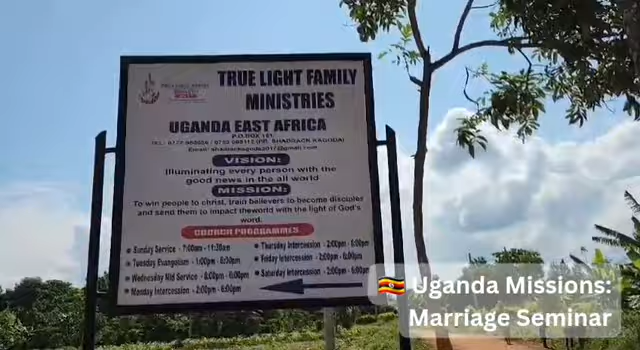 TRUE LIGHT FAMILY
MINISTRIES
UGANDA EAST AFRICA
P.O BOX 151
VISION:
Illuminating every person with the
good news in the all world
MISSION:
To win people to christ, train believers to become disciples
and send them to impact theworld with the light of God's
word.
CHURCH PROGRAMMES
Sunday Service - 7:00am - 11:30am
Tuesday Evangelism - 1:00pm - 6:00pm
Wednesday Mid Service - 5:00pm - 6:00pm
Monday Intercession - 2:00pm - 6:00pm
Thursday Intercession - 2:00pm - 6:00pm
Friday Intercession - 2:00pm - 6:00pm
Saturday Intercession - 2:00pm - 6:00pm
🇺🇬 Uganda Missions:
Marriage Seminar